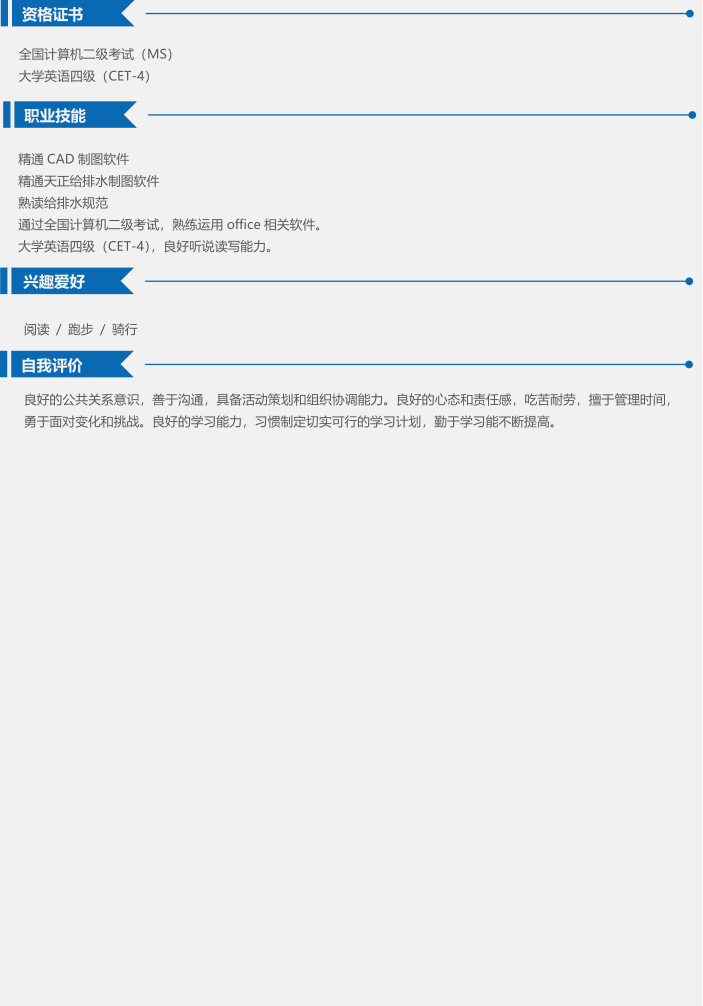 资格证书
全国计算机二级考试（MS）
大学英语四级（CET-4）
职业技能
精通 CAD 制图软件
精通天正给排水制图软件
熟读给排水规范
通过全国计算机二级考试，熟练运用 office 相关软件。
大学英语四级（CET-4），良好听说读写能力。
兴趣爱好
阅读 / 跑步 / 骑行
自我评价
良好的公共关系意识，善于沟通，具备活动策划和组织协调能力。良好的心态和责任感，吃苦耐劳，擅于管理时间，
勇于面对变化和挑战。良好的学习能力，习惯制定切实可行的学习计划，勤于学习能不断提高。